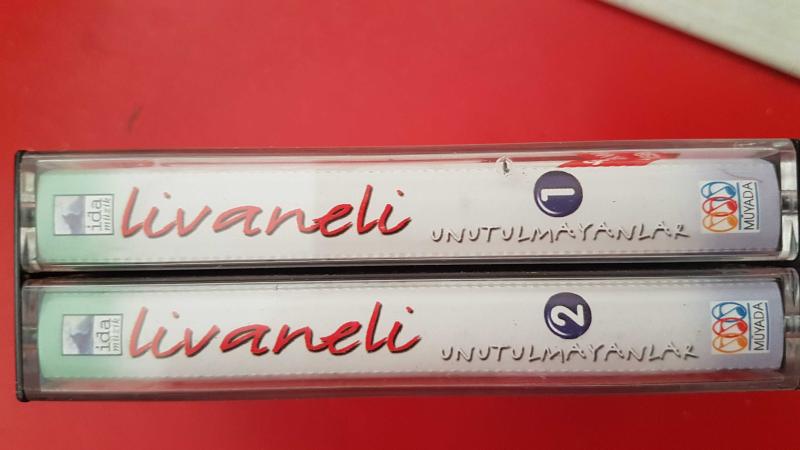 ida
müzik
livaneli
UNUTULMAYANLAR
1
MÜYADA
ida
müzik
livaneli
UNUTULMAYANLAR
2
MÜYADA